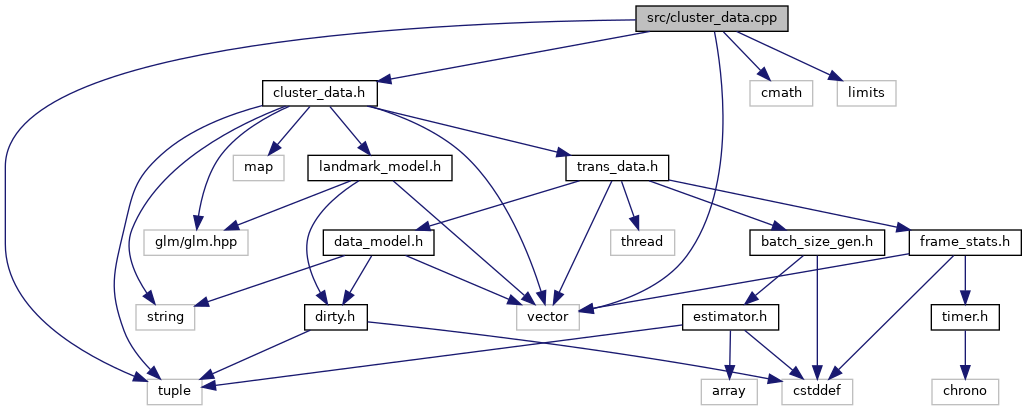 src/cluster_data.cpp
cluster_data.h
cmath
limits
map
landmark_model.h
trans_data.h
glm/glm.hpp
data_model.h
thread
batch_size_gen.h
frame_stats.h
string
dirty.h
vector
estimator.h
timer.h
tuple
array
cstddef
chrono